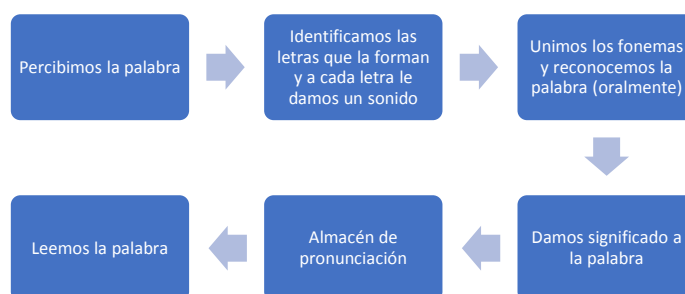 Percibimos la palabra
Identificamos las
letras que la forman
y a cada letra le
damos un sonido
Unimos los fonemas
y reconocemos la
palabra (oralmente)
Damos significado a
la palabra
Almacén de
pronunciación
Leemos la palabra